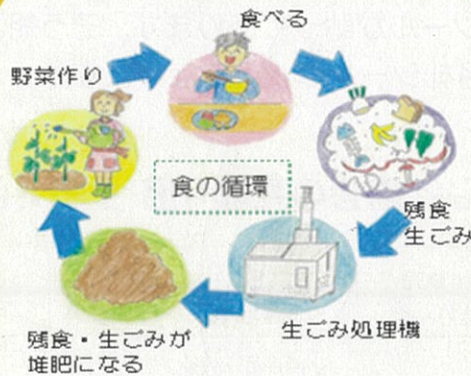 食べる
野菜作り
食の循環
残食
生ごみ
生ごみ処理機
残食・生ごみが
堆肥になる